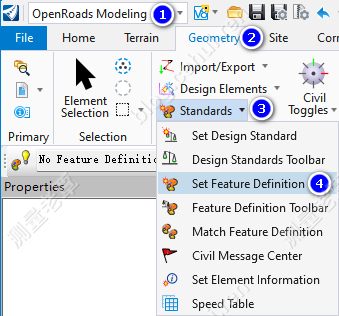 OpenRoads Modeling 1
File Home Terrain Geometry 2 Site
Import/Export
Design Elements
Element
Selection
Standards 3
Civil
Toggles
Primary Selection
Set Design Standard
No Feature Definitio
Design Standards Toolbar
Properties
Set Feature Definition 4
Feature Definition Toolbar
Match Feature Definition
Civil Message Center
Set Element Information
Speed Table